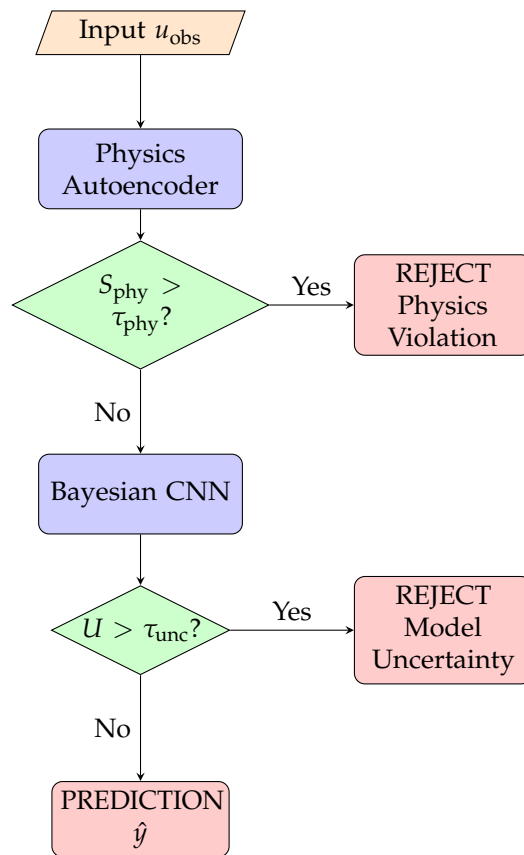 Input u_obs
Physics
Autoencoder
S_phy >
τ_phy?
Yes
REJECT
Physics
Violation
No
Bayesian CNN
U > τ_unc?
Yes
REJECT
Model
Uncertainty
No
PREDICTION
ŷ